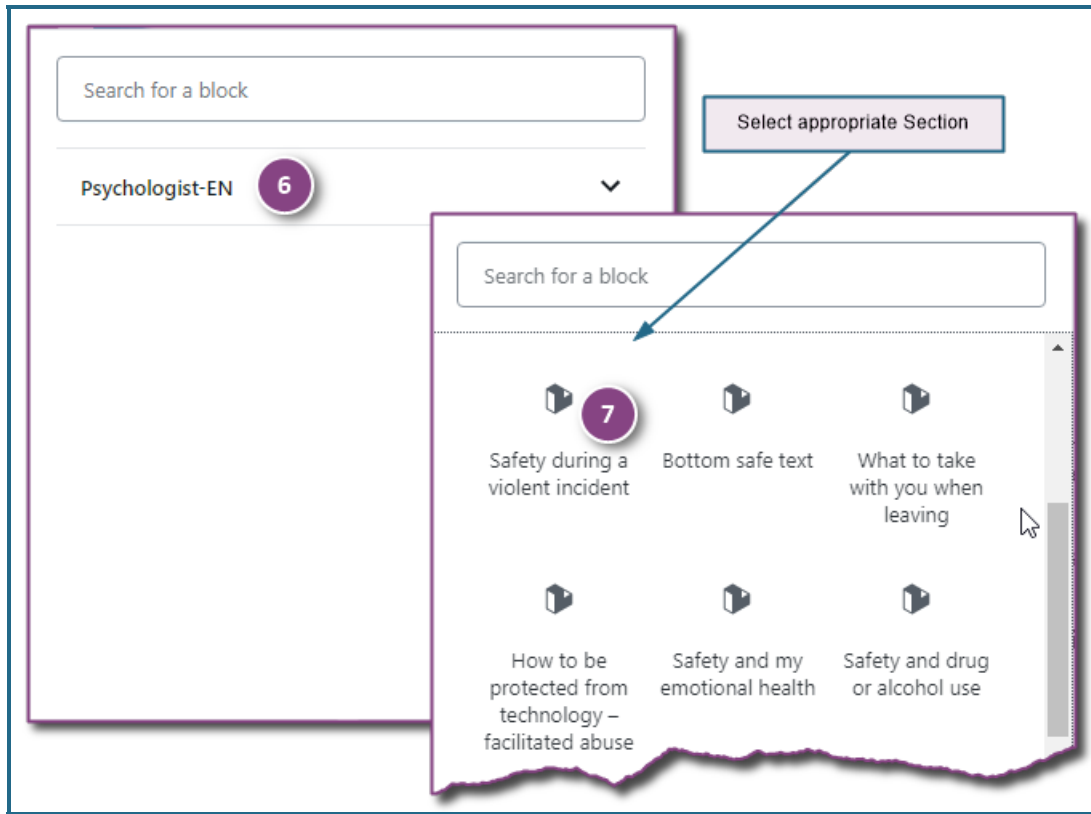 Search for a block
Psychologist-EN
6
Select appropriate Section
Search for a block
7
Safety during a
violent incident
Bottom safe text
What to take
with you when
leaving
How to be
protected from
technology –
facilitated abuse
Safety and my
emotional health
Safety and drug
or alcohol use